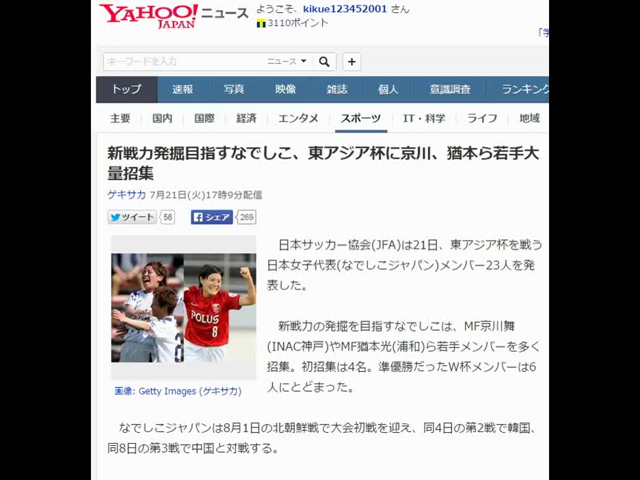 YAHOO! ニュース
JAPAN
ようこそ、kikue123452001 さん
3110ポイント
キーワードを入力 ニュース
トップ 速報 写真 映像 雑誌 個人 意識調査 ランキング
主要 国内 国際 経済 エンタメ スポーツ IT・科学 ライフ 地域
新戦力発掘目指すなでしこ、東アジア杯に京川、猶本ら若手大
量招集
ゲキサカ 7月21日(火)17時9分配信
ツイート 56 シェア 269
日本サッカー協会(JFA)は21日、東アジア杯を戦う
日本女子代表(なでしこジャパン)メンバー23人を発
表した。
新戦力の発掘を目指すなでしこは、MF京川舞
(INAC神戸)やMF猶本光(浦和)ら若手メンバーを多く
招集。初招集は4名。準優勝だったW杯メンバーは6
人にとどまった。
POLUS
8
画像: Getty Images (ゲキサカ)
なでしこジャパンは8月1日の北朝鮮戦で大会初戦を迎え、同4日の第2戦で韓国、
同8日の第3戦で中国と対戦する。